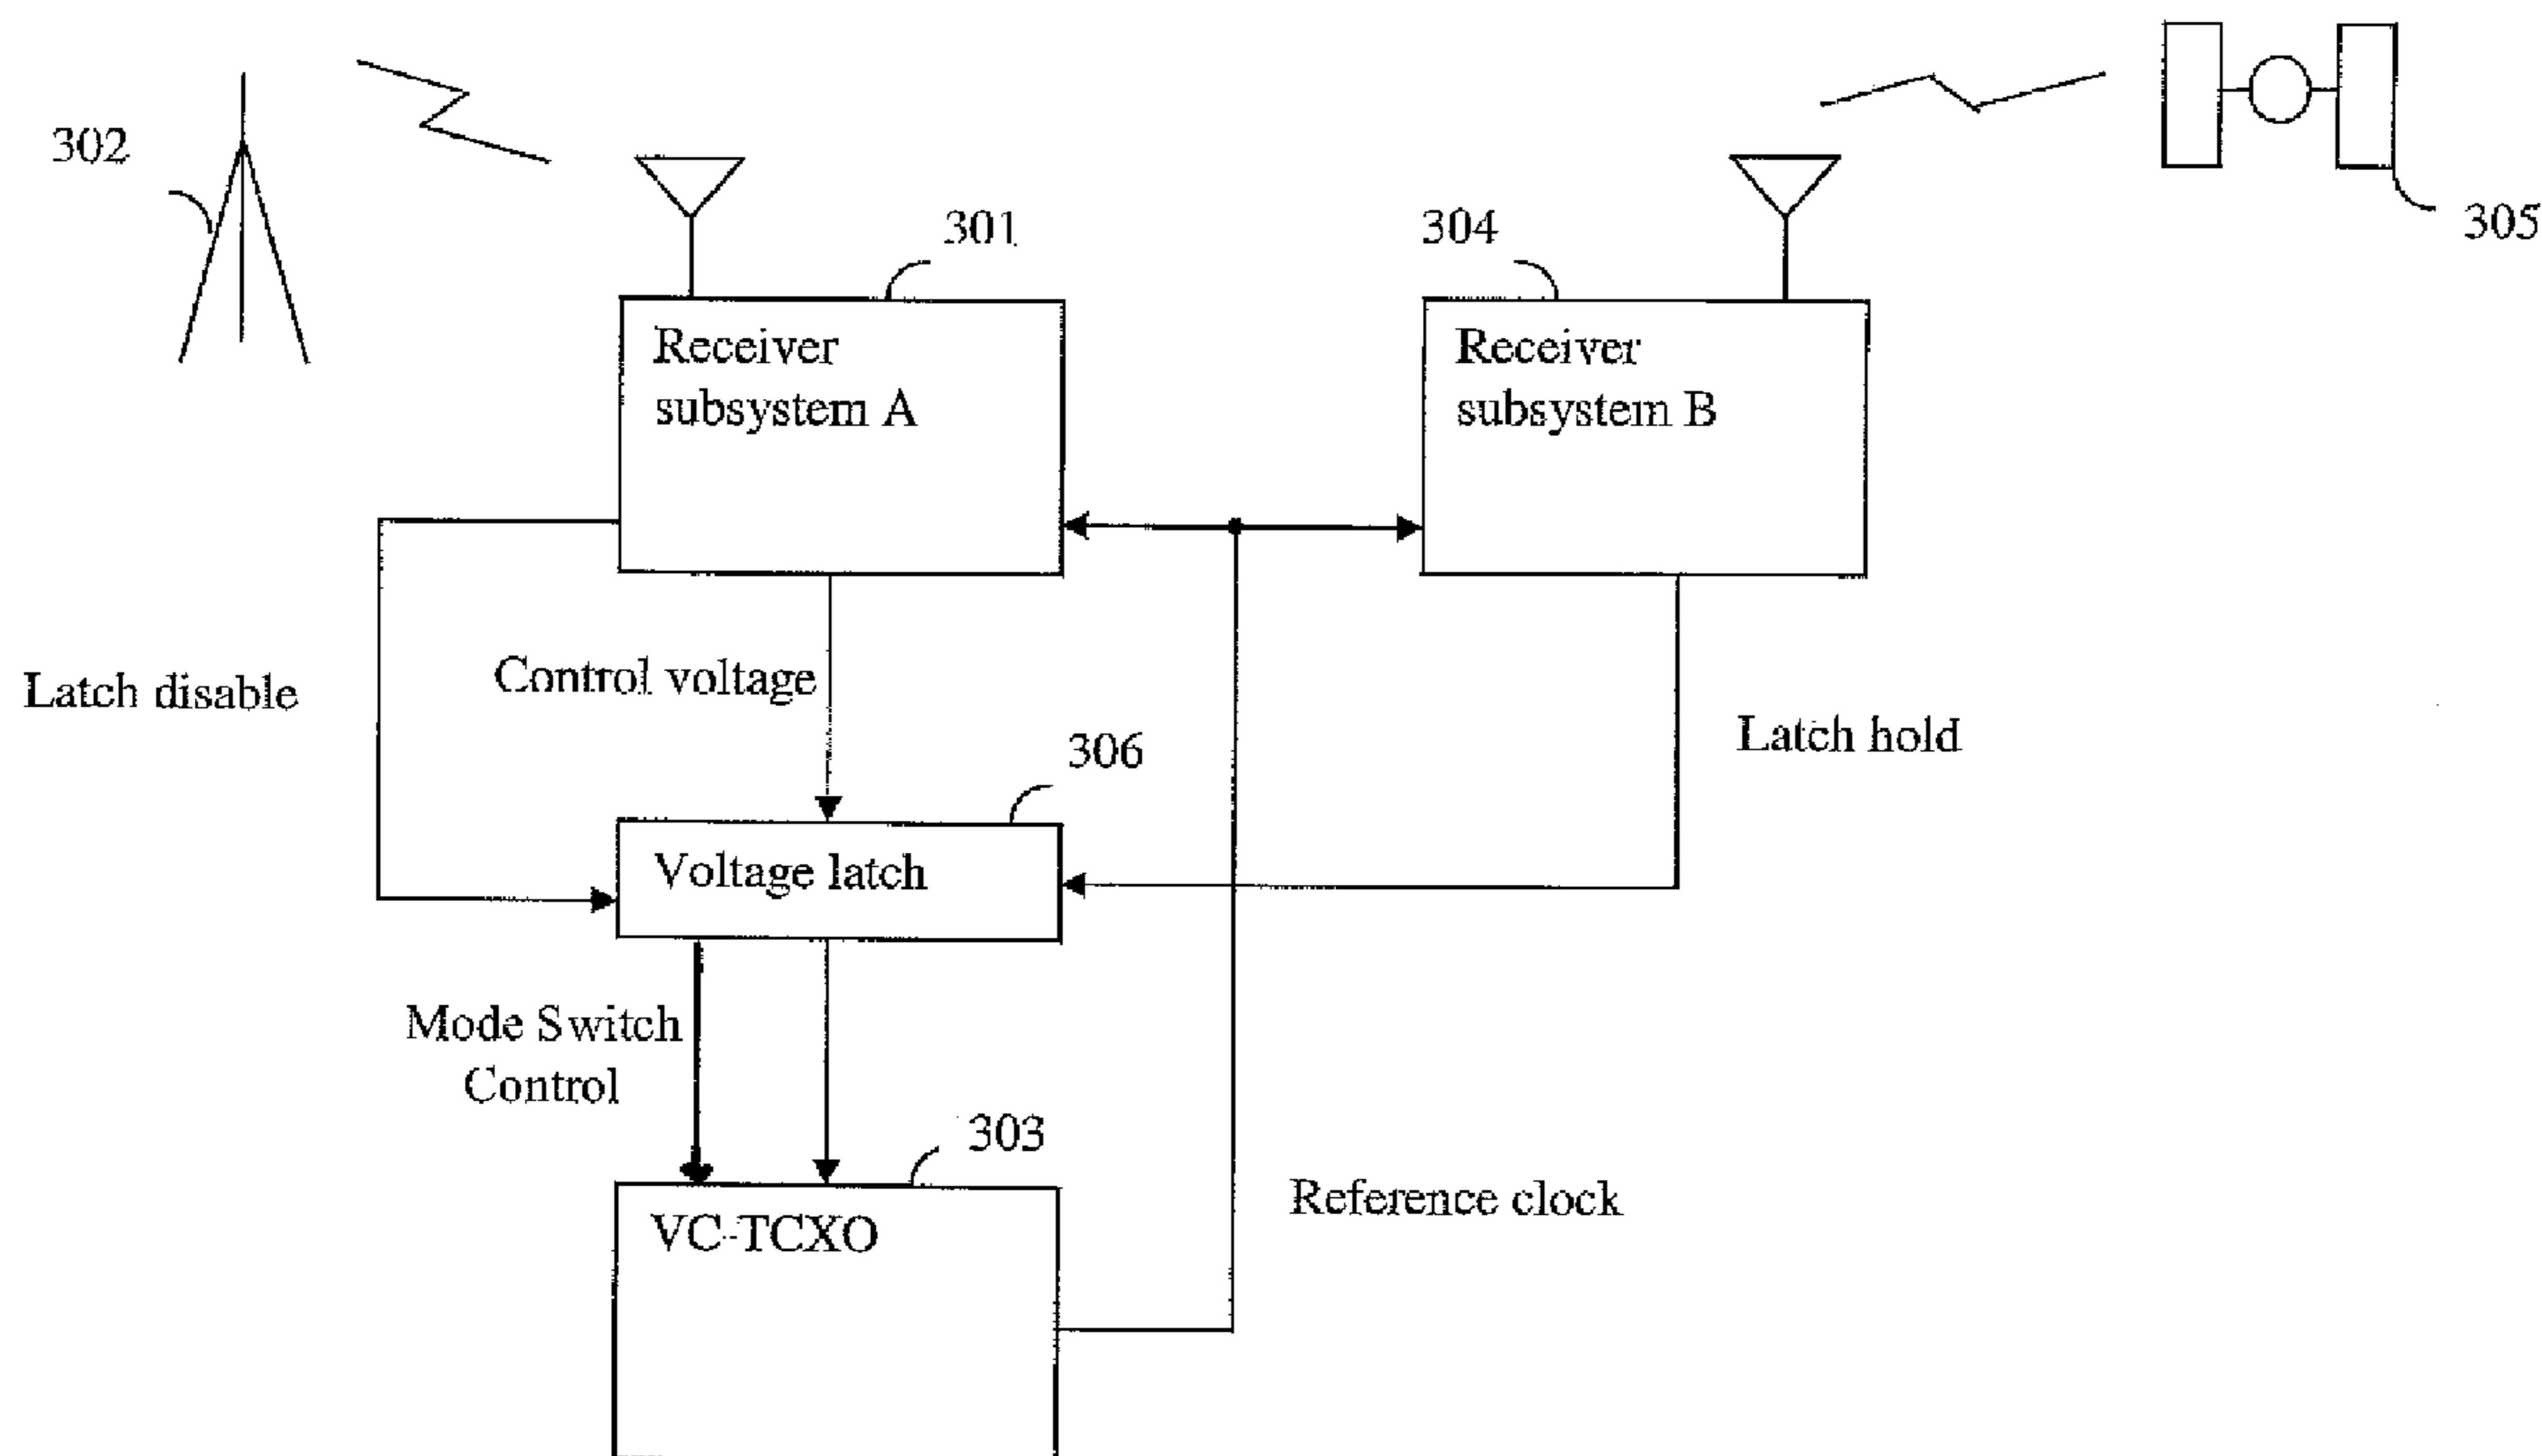 302
301
304
305
Receiver
subsystem A
Receiver
subsystem B
Latch disable
Control voltage
306
Latch hold
Voltage latch
Mode Switch
Control
303
VC-TCXO
Reference clock